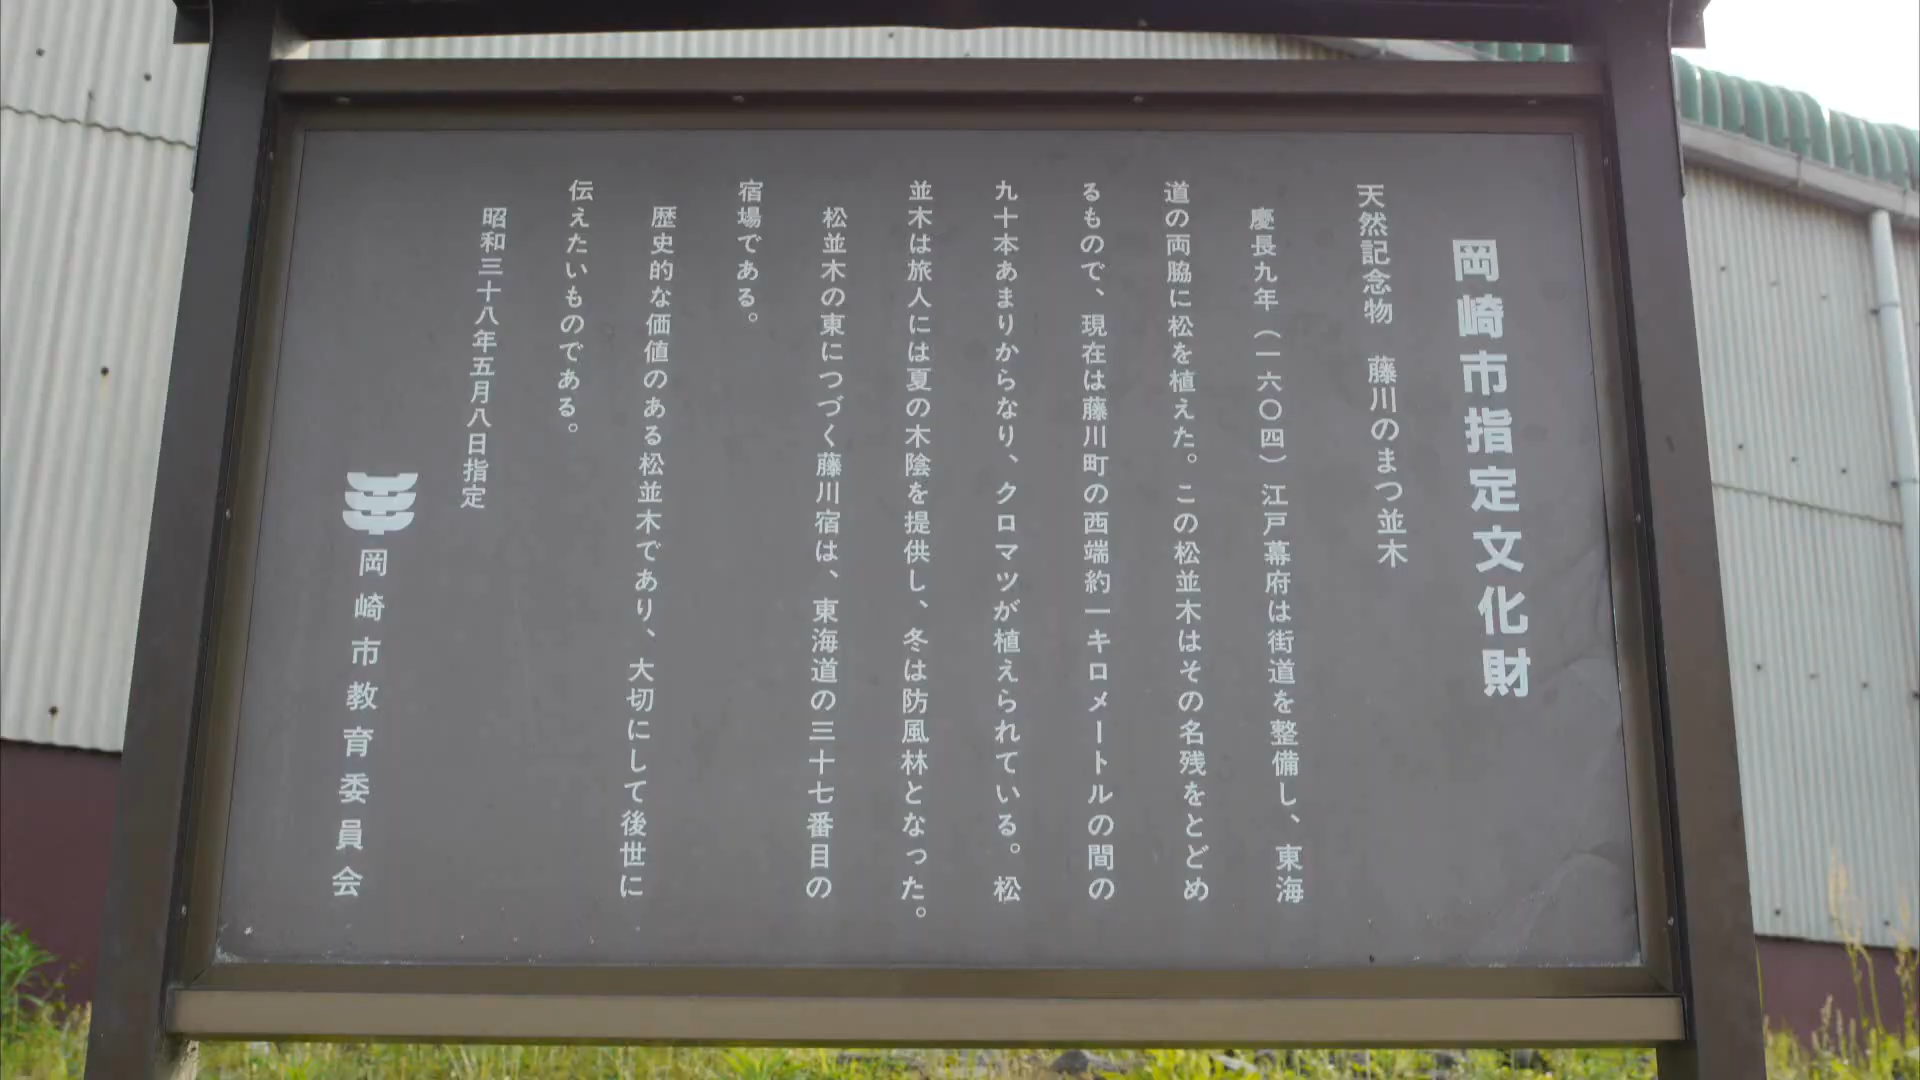 岡崎市指定文化財
天然記念物　藤川のまつ並木
慶長九年（一六〇四）江戸幕府は街道を整備し、東海
道の両脇に松を植えた。この松並木はその名残をとどめ
るもので、現在は藤川町の西端約一キロメートルの間の
九十本あまりからなり、クロマツが植えられている。松
並木は旅人には夏の木陰を提供し、冬は防風林となった。
松並木の東につづく藤川宿は、東海道の三十七番目の
宿場である。
歴史的な価値のある松並木であり、大切にして後世に
伝えたいものである。
昭和三十八年五月八日指定
岡崎市教育委員会